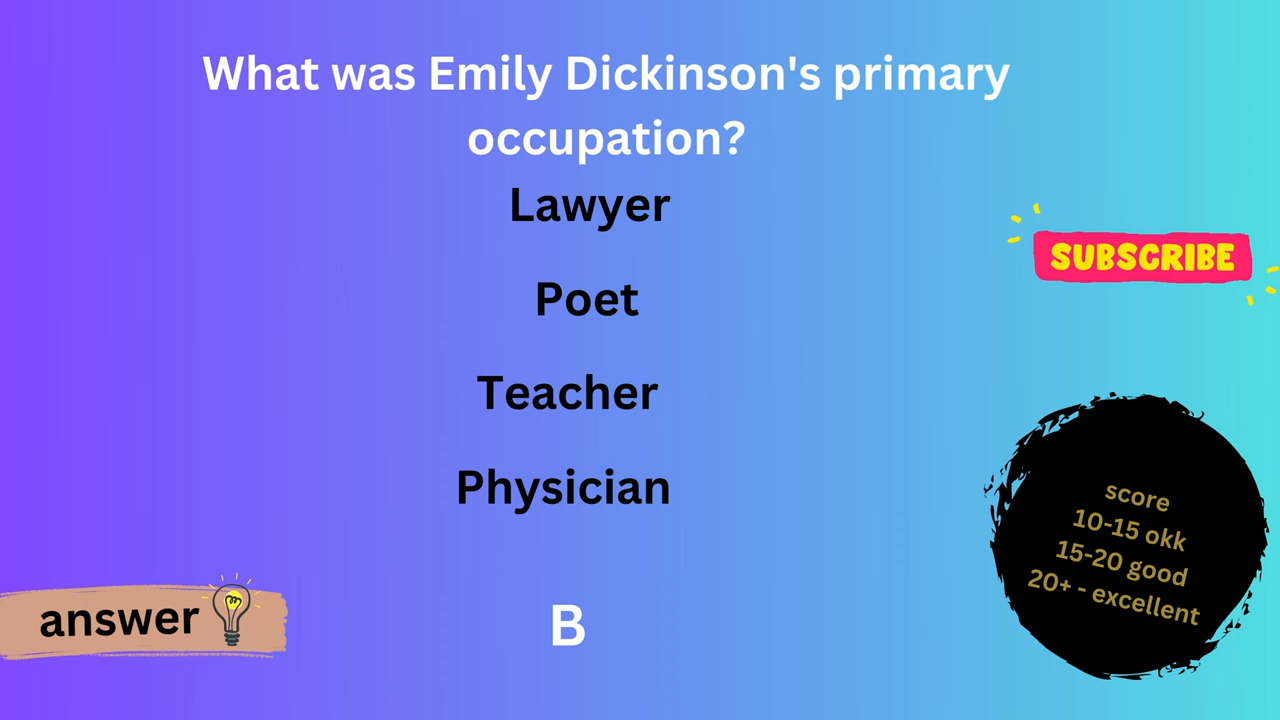 What was Emily Dickinson's primary
occupation?
Lawyer
Poet
Teacher
Physician
B
answer
SUBSCRIBE
score
10-15 okk
15-20 good
20+ - excellent